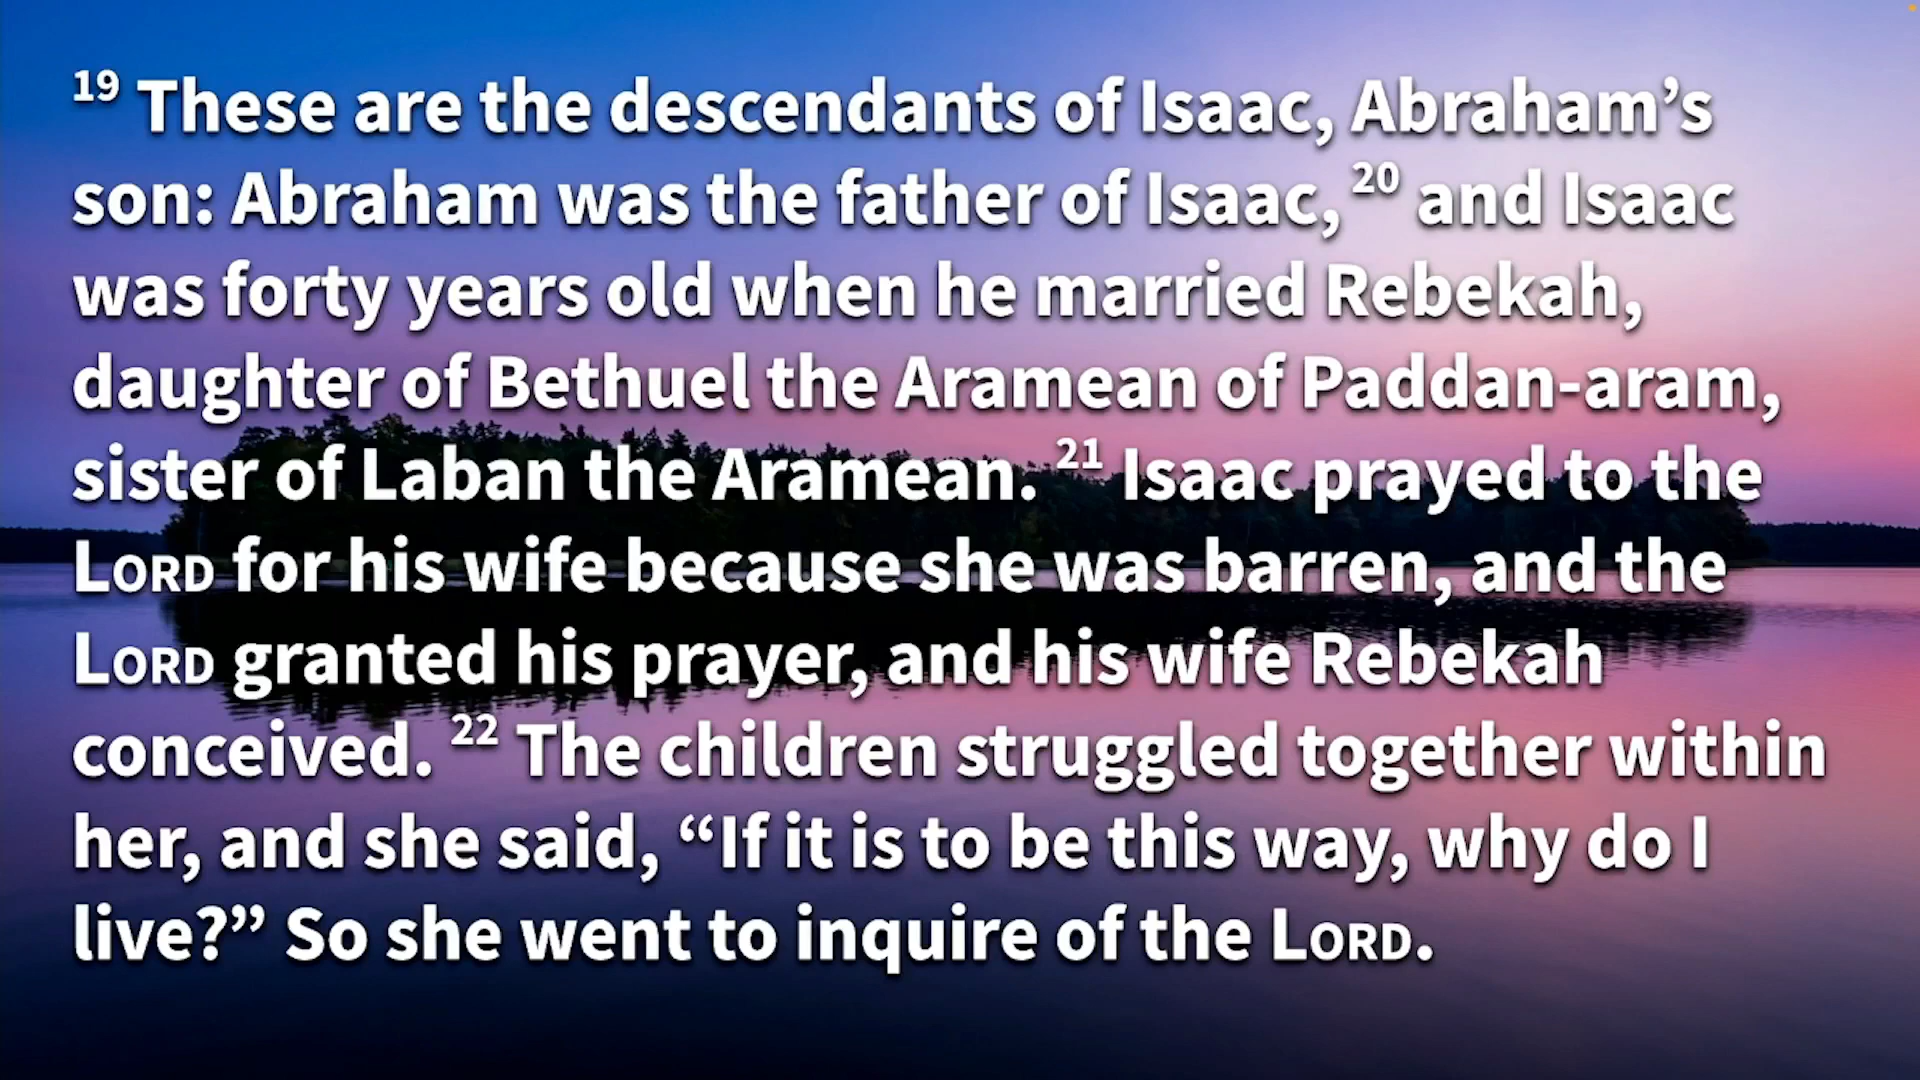 19 These are the descendants of Isaac, Abraham’s
son: Abraham was the father of Isaac, 20 and Isaac
was forty years old when he married Rebekah,
daughter of Bethuel the Aramean of Paddan-aram,
sister of Laban the Aramean. 21 Isaac prayed to the
LORD for his wife because she was barren, and the
LORD granted his prayer, and his wife Rebekah
conceived. 22 The children struggled together within
her, and she said, “If it is to be this way, why do I
live?” So she went to inquire of the LORD.